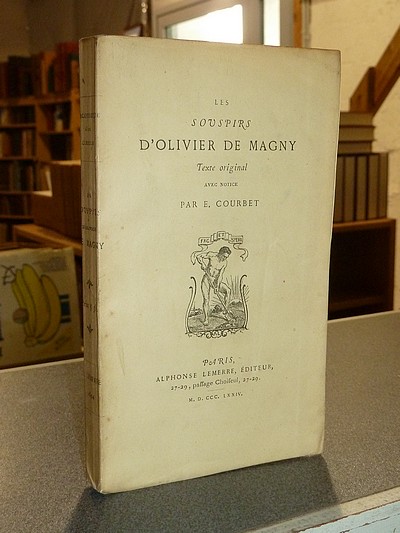 LES
SOUSPIRS
D'OLIVIER DE MAGNY
Texte original
AVEC NOTICE
PAR E. COURBET
FAC ET SPERA
PARIS,
ALPHONSE LEMERRE, ÉDITEUR,
27-29, passage Choiseul, 27-29.
M. D. CCC. LXXIV.
MAGNY